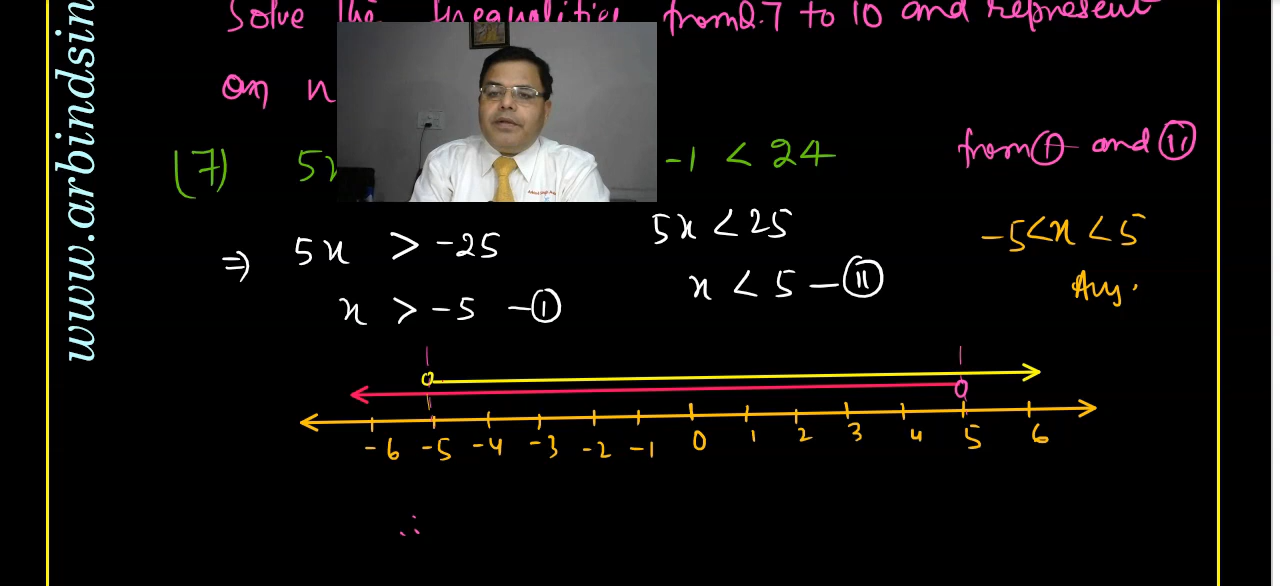 www.arbindsin
Solve the Inequalities from Q.7 to 10 and represent
on n
(7) 5x -1 < 24
from Ⓘ and Ⓘⓘ
⇒ 5x > -25 5x < 25 -5<x<5
x > -5 -Ⓘ x < 5 -Ⓘⓘ Ans.
-6 -5 -4 -3 -2 -1 0 1 2 3 4 5 6
∴